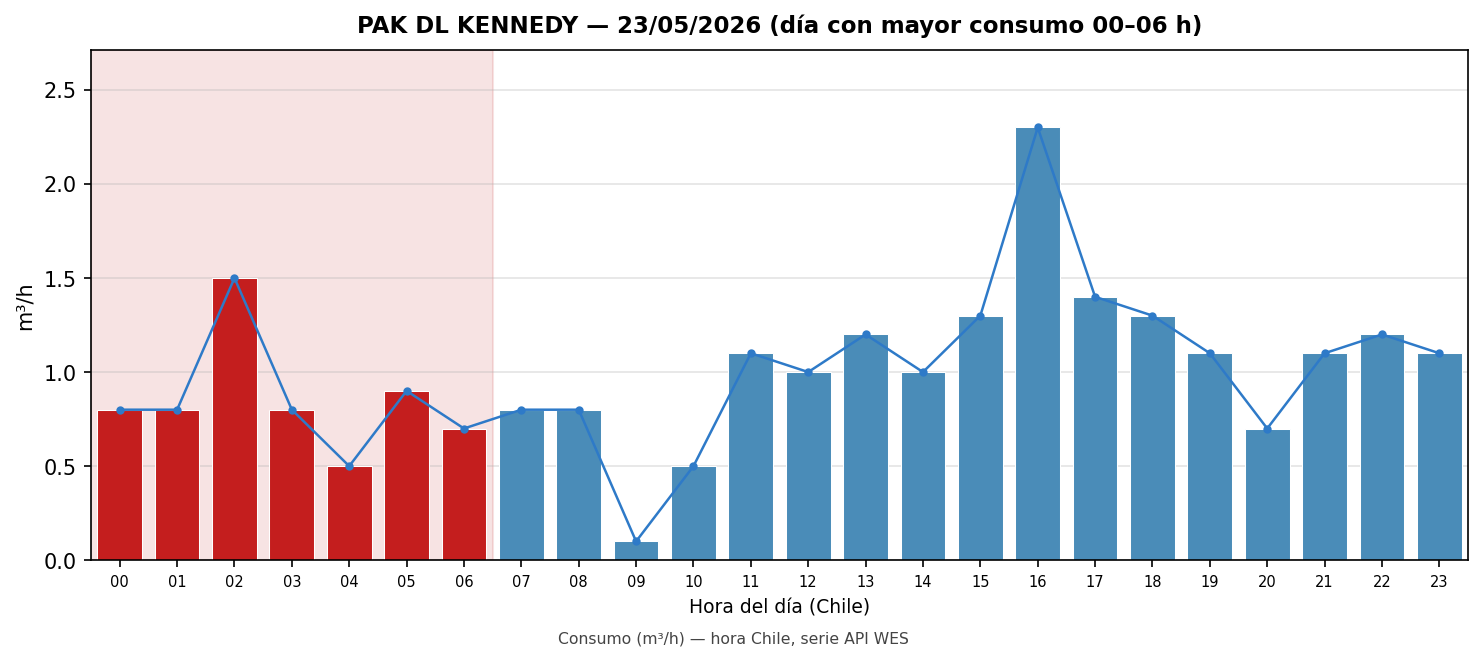 PAK DL KENNEDY — 23/05/2026 (día con mayor consumo 00–06 h)
2.5
2.0
1.5
1.0
0.5
0.0
m³/h
00 01 02 03 04 05 06 07 08 09 10 11 12 13 14 15 16 17 18 19 20 21 22 23
Hora del día (Chile)
Consumo (m³/h) — hora Chile, serie API WES